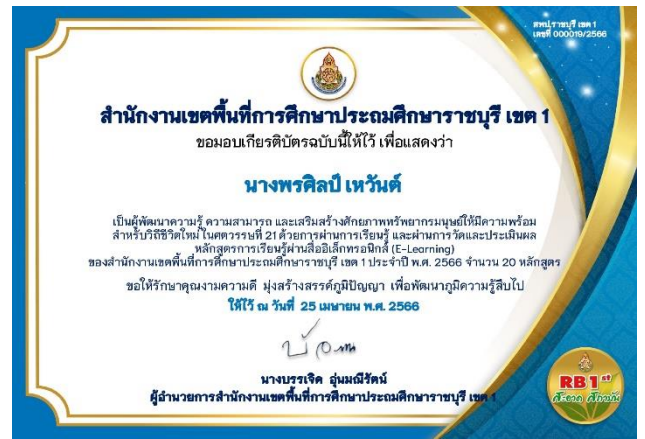 สพป.ราชบุรี เขต 1
เลขที่ 000019/2566
สำนักงานเขตพื้นที่การศึกษาประถมศึกษาราชบุรี เขต 1
ขอมอบเกียรติบัตรฉบับนี้ให้ไว้ เพื่อแสดงว่า
นางพรศิลป์ เหวันต์
เป็นผู้พัฒนาความรู้ ความสามารถ และเสริมสร้างศักยภาพทรัพยากรมนุษย์ให้มีความพร้อม
สำหรับวิถีชีวิตใหม่ ในศตวรรษที่ 21 ด้วยการผ่านการเรียนรู้ และผ่านการวัดและประเมินผล
หลักสูตรการเรียนรู้ผ่านสื่ออิเล็กทรอนิกส์ (E-Learning)
ของสำนักงานเขตพื้นที่การศึกษาประถมศึกษาราชบุรี เขต 1 ประจำปี พ.ศ. 2566 จำนวน 20 หลักสูตร
ขอให้รักษาคุณงามความดี มุ่งสร้างสรรค์ภูมิปัญญา เพื่อพัฒนาภูมิความรู้สืบไป
ให้ไว้ ณ วันที่ 25 เมษายน พ.ศ. 2566
นางบรรเจิด อุ่นมณีรัตน์
ผู้อำนวยการสำนักงานเขตพื้นที่การศึกษาประถมศึกษาราชบุรี เขต 1
RB 1st